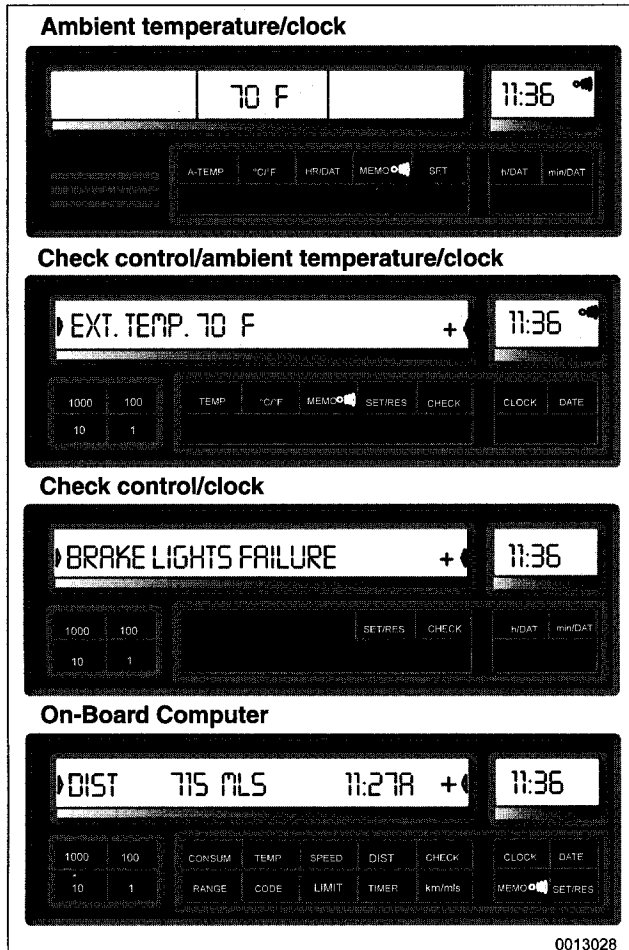 Ambient temperature/clock
70 F
11:36
A-TEMP °C/°F HR/DAT MEMO SET h/DAT min/DAT
Check control/ambient temperature/clock
EXT. TEMP. 70 F +
11:36
1000 100 TEMP °C/°F MEMO SET/RES CHECK CLOCK DATE
10 1
Check control/clock
BRAKE LIGHTS FAILURE +
11:36
1000 100 SET/RES CHECK h/DAT min/DAT
10 1
On-Board Computer
DIST 715 MLS 11:27A +
11:36
1000 100 CONSUM TEMP SPEED DIST CHECK CLOCK DATE
10 1 RANGE CODE LIMIT TIMER km/mls MEMO SET/RES
0013028